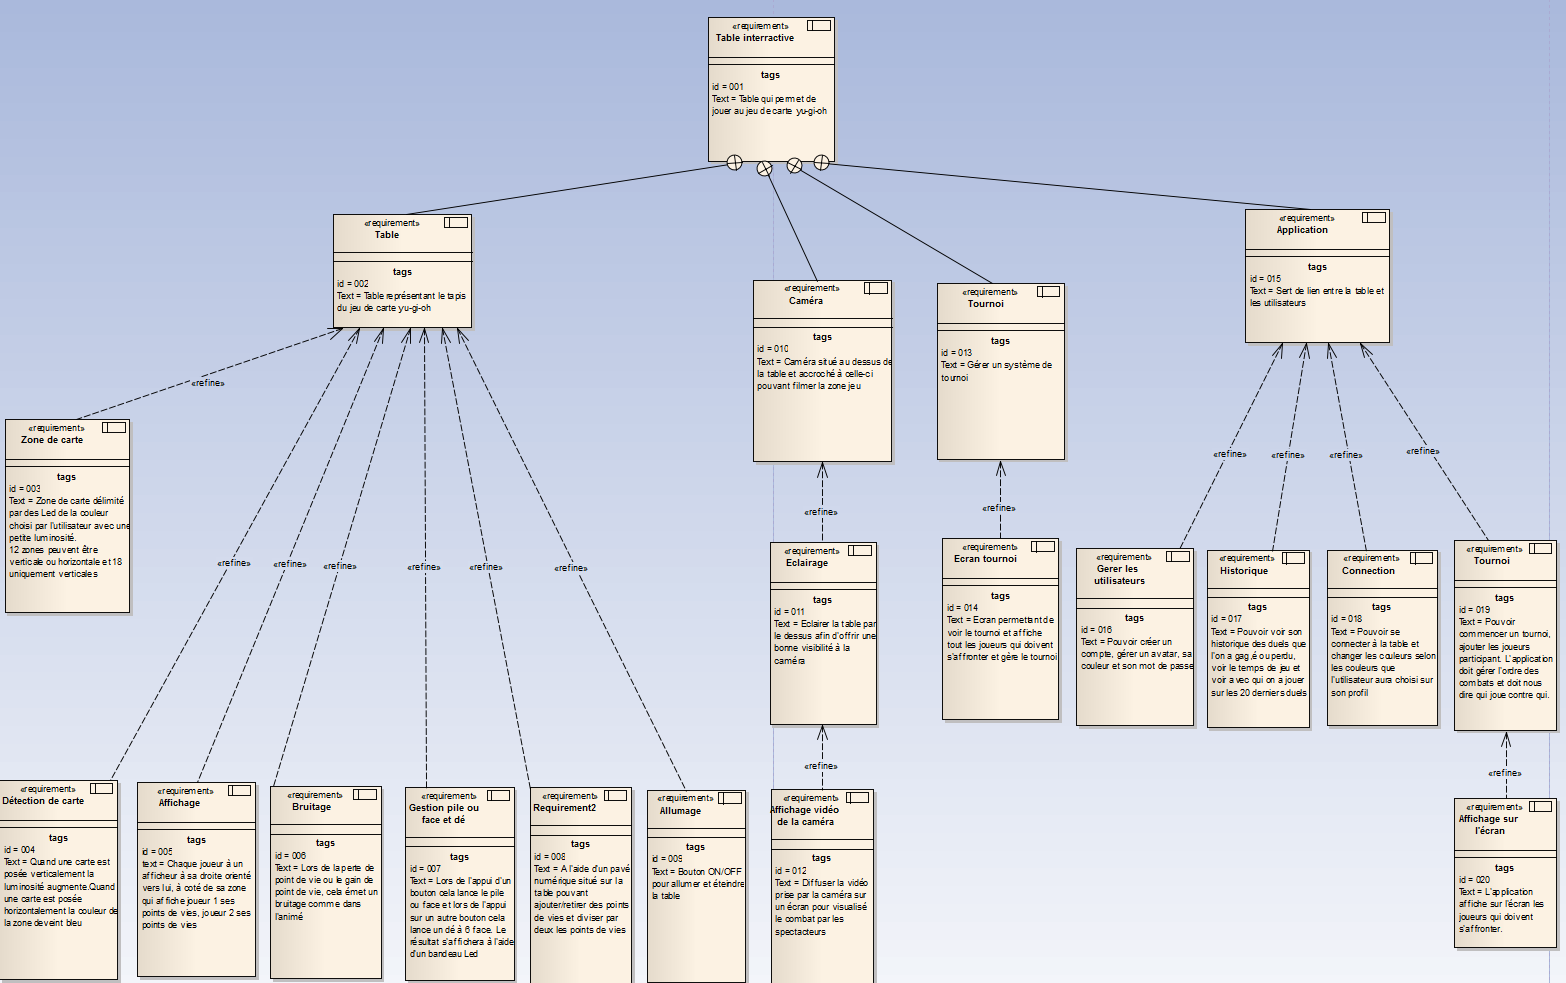 «requirement»
Table interractive
tags
id = 001
Text = Table qui permet de
jouer au jeu de carte yu-gi-oh
«requirement»
Table
tags
id = 002
Text = Table représentant le tapis
du jeu de carte yu-gi-oh
«requirement»
Caméra
tags
id = 010
Text = Caméra situé au dessus de
la table et accroché à celle-ci
pouvant filmer la zone jeu
«requirement»
Tournoi
tags
id = 013
Text = Gérer un système de
tournoi
«requirement»
Application
tags
id = 015
Text = Sert de lien entre la table et
les utilisateurs
«refine»
«refine»
«refine»
«refine»
«refine»
«refine»
«refine»
«refine»
«refine»
«refine»
«refine»
«refine»
«refine»
«requirement»
Zone de carte
tags
id = 003
Text = Zone de carte délimité
par des Led de la couleur
choisi par l'utilisateur avec une
petite luminosité.
12 zones peuvent être
verticale ou horizontale et 18
uniquement verticales
«requirement»
Eclairage
tags
id = 011
Text = Eclairer la table par
le dessus afin d'offrir une
bonne visibilité à la
caméra
«requirement»
Ecran tournoi
tags
id = 014
Text = Ecran permettant de
voir le tournoi et affiche
tout les joueurs qui doivent
s'affronter et gère le tournoi
«requirement»
Gerer les
utilisateurs
tags
id = 016
Text = Pouvoir créer un
compte, gérer un avatar, sa
couleur et son mot de passe
«requirement»
Historique
tags
id = 017
Text = Pouvoir voir son
historique des duels que
l'on a gag,é ou perdu,
voir le temps de jeu et
voir avec qui on a jouer
sur les 20 derniers duels
«requirement»
Connection
tags
id = 018
Text = Pouvoir se
connecter à la table et
changer les couleurs selon
les couleurs que
l'utilisateur aura choisi sur
son profil
«requirement»
Tournoi
tags
id = 019
Text = Pouvoir
commencer un tournoi,
ajouter les joueurs
participant. L'application
doit gérer l'ordre des
combats et doit nous
dire qui joue contre qui.
«refine»
«refine»
«requirement»
Détection de carte
tags
id = 004
Text = Quand une carte est
posée verticalement la
luminosité augmente.Quand
une carte est posée
horizontalement la couleur de
la zone deveint bleu
«requirement»
Affichage
tags
id = 005
text = Chaque joueur à un
afficheur à sa droite orienté
vers lui, à coté de sa zone
qui affiche joueur 1 ses
points de vies, joueur 2 ses
points de vies
«requirement»
Bruitage
tags
id = 006
Text = Lors de la perte de
point de vie ou le gain de
point de vie, cela émet un
bruitage comme dans
l'animé
«requirement»
Gestion pile ou
face et dé
tags
id = 007
Text = Lors de l'appui d'un
bouton cela lance le pile
ou face et lors de l'appui
sur un autre bouton cela
lance un dé à 6 face. Le
résultat s'affichera à l'aide
d'un bandeau Led
«requirement»
Requirement2
tags
id = 008
Text = A l'aide d'un pavé
numérique situé sur la
table pouvant
ajouter/retirer des points
de vies et diviser par
deux les points de vies
«requirement»
Allumage
tags
id = 009
Text = Bouton ON/OFF
pour allumer et éteindre
la table
«requirement»
Affichage vidéo
de la caméra
tags
id = 012
Text = Diffuser la vidéo
prise par la caméra sur
un écran pour visualisé
le combat par les
spectacteurs
«requirement»
Affichage sur
l'écran
tags
id = 020
Text = L'application
affiche sur l'écran les
joueurs qui doivent
s'affronter.